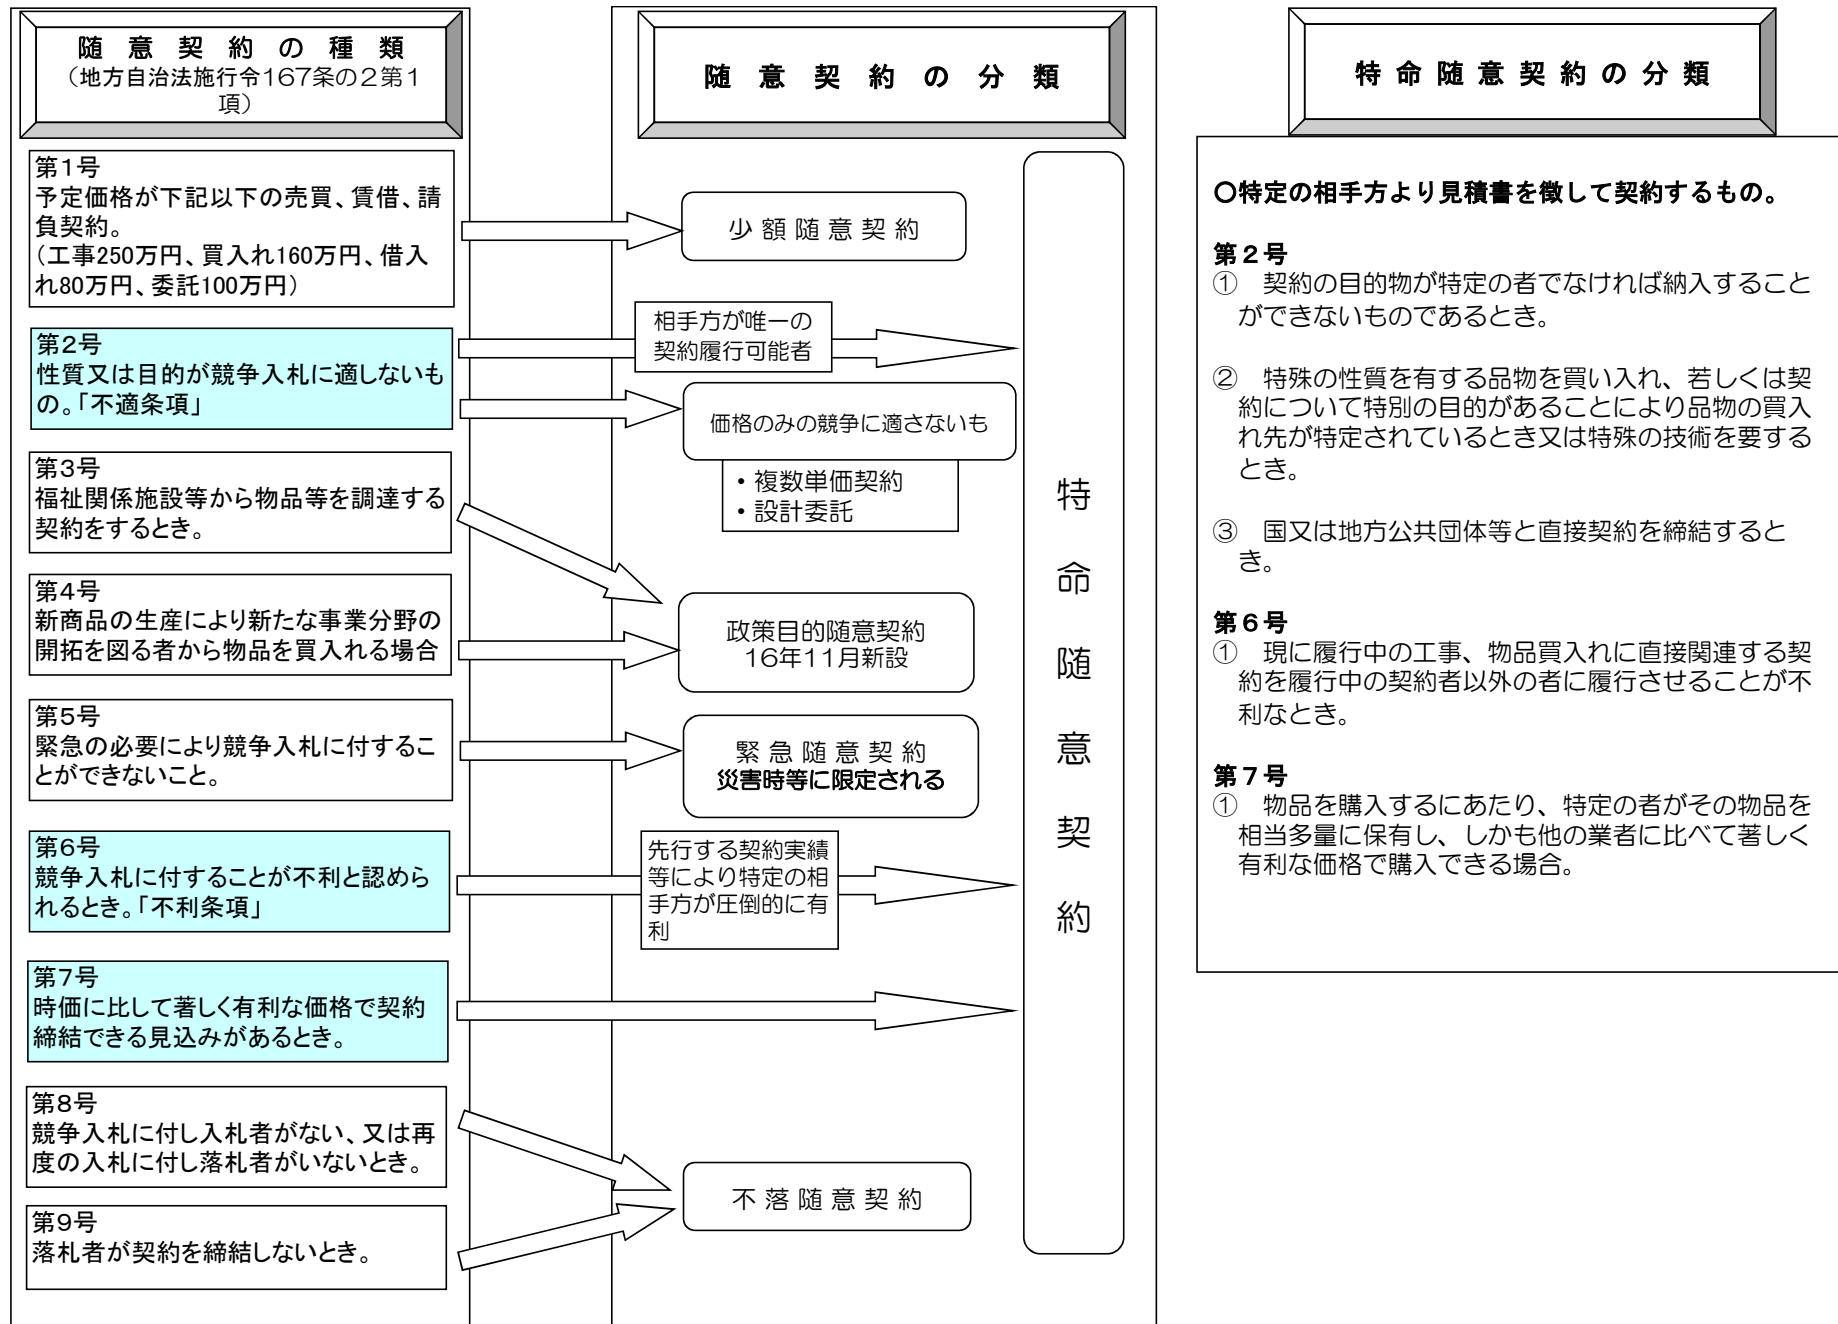 随意契約の種類
（地方自治法施行令167条の2第1
項）
第1号
予定価格が下記以下の売買、賃借、請
負契約。
（工事250万円、買入れ160万円、借入
れ80万円、委託100万円）
第2号
性質又は目的が競争入札に適しないも
の。「不適条項」
第3号
福祉関係施設等から物品等を調達する
契約をするとき。
第4号
新商品の生産により新たな事業分野の
開拓を図る者から物品を買入れる場合
第5号
緊急の必要により競争入札に付するこ
とができないこと。
第6号
競争入札に付することが不利と認めら
れるとき。「不利条項」
第7号
時価に比して著しく有利な価格で契約
締結できる見込みがあるとき。
第8号
競争入札に付し入札者がない、又は再
度の入札に付し落札者がいないとき。
第9号
落札者が契約を締結しないとき。
随意契約の分類
少額随意契約
相手方が唯一の
契約履行可能者
価格のみの競争に適さないも
・複数単価契約
・設計委託
政策目的随意契約
16年11月新設
緊急随意契約
災害時等に限定される
先行する契約実績
等により特定の相
手方が圧倒的に有
利
不落随意契約
特命随意契約
特命随意契約の分類
○特定の相手方より見積書を徴して契約するもの。
第２号
①　契約の目的物が特定の者でなければ納入すること
ができないものであるとき。
②　特殊の性質を有する品物を買い入れ、若しくは契
約について特別の目的があることにより品物の買入
れ先が特定されているとき又は特殊の技術を要する
とき。
③　国又は地方公共団体等と直接契約を締結すると
き。
第６号
①　現に履行中の工事、物品買入れに直接関連する契
約を履行中の契約者以外の者に履行させることが不
利なとき。
第７号
①　物品を購入するにあたり、特定の者がその物品を
相当多量に保有し、しかも他の業者に比べて著しく
有利な価格で購入できる場合。